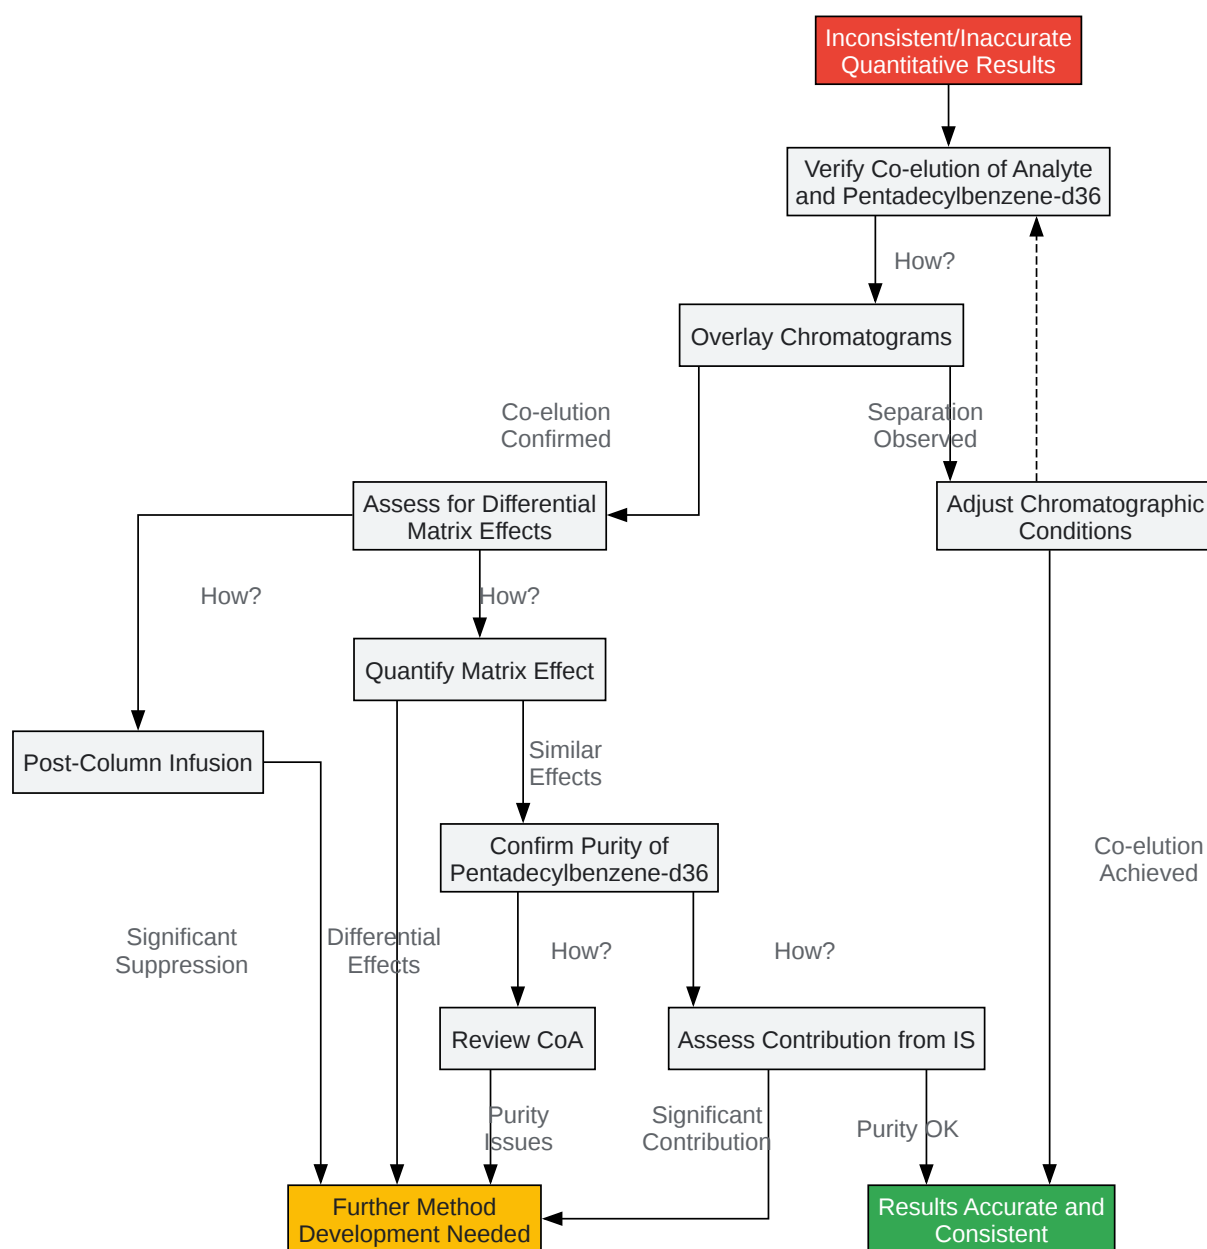 Inconsistent/Inaccurate
Quantitative Results
Verify Co-elution of Analyte
and Pentadecylbenzene-d36
How?
Overlay Chromatograms
Co-elution
Confirmed
Separation
Observed
Assess for Differential
Matrix Effects
Adjust Chromatographic
Conditions
How?
How?
Quantify Matrix Effect
Post-Column Infusion
Similar
Effects
Confirm Purity of
Pentadecylbenzene-d36
Co-elution
Achieved
Significant
Suppression
Differential
Effects
How?
How?
Review CoA
Assess Contribution from IS
Purity
Issues
Significant
Contribution
Purity OK
Further Method
Development Needed
Results Accurate and
Consistent